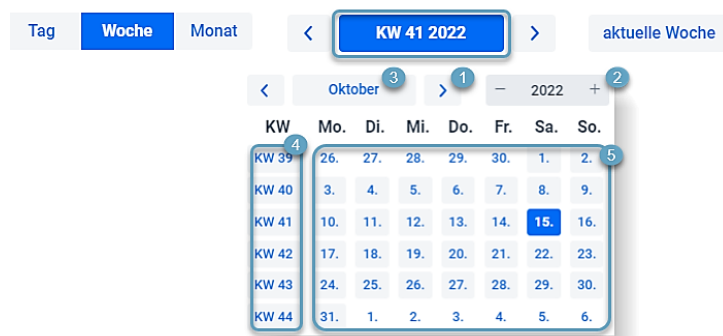 Tag Woche Monat < KW 41 2022 > aktuelle Woche
< Oktober 3 > 1 − 2022 + 2
KW Mo. Di. Mi. Do. Fr. Sa. So.
4 5
KW 39 26. 27. 28. 29. 30. 1. 2.
KW 40 3. 4. 5. 6. 7. 8. 9.
KW 41 10. 11. 12. 13. 14. 15. 16.
KW 42 17. 18. 19. 20. 21. 22. 23.
KW 43 24. 25. 26. 27. 28. 29. 30.
KW 44 31. 1. 2. 3. 4. 5. 6.